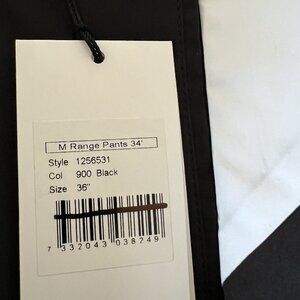 M Range Pants 34'
Style 1256531
Col 900 Black
Size 36"
7 332043 038249